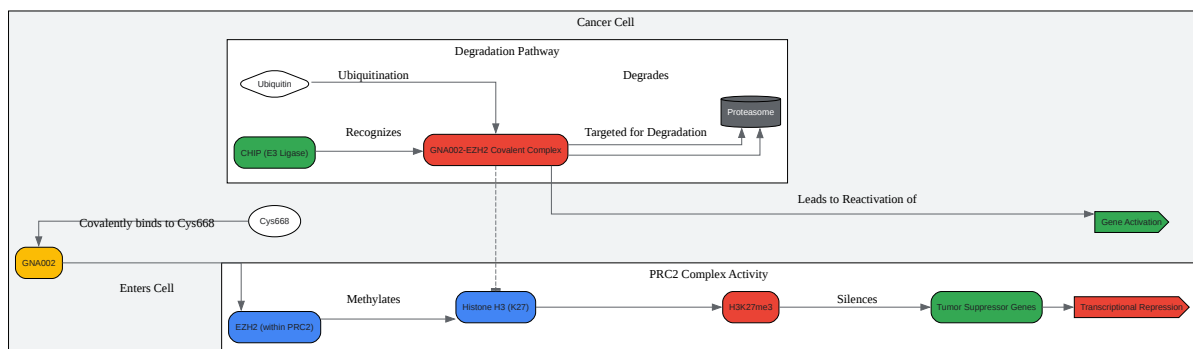 Cancer Cell
Degradation Pathway
Ubiquitin
Ubiquitination
Degrades
Proteasome
CHIP (E3 Ligase)
Recognizes
GNA002-EZH2 Covalent Complex
Targeted for Degradation
Leads to Reactivation of
Gene Activation
Covalently binds to Cys668
Cys668
GNA002
Enters Cell
PRC2 Complex Activity
EZH2 (within PRC2)
Methylates
Histone H3 (K27)
H3K27me3
Silences
Tumor Suppressor Genes
Transcriptional Repression